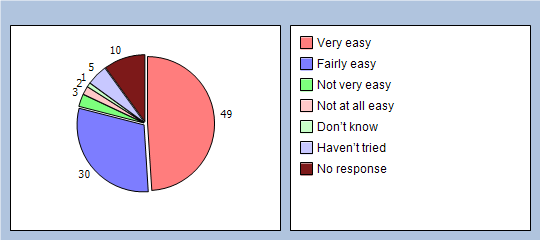 10
5
1
2
3
49
30
Very easy
Fairly easy
Not very easy
Not at all easy
Don't know
Haven't tried
No response